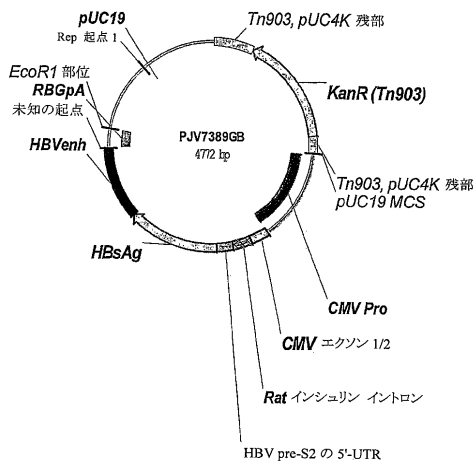 pUC19
Rep 起点 1
Tn903, pUC4K 残部
EcoR1 部位
RBGpA
未知の起点
HBVenh
KanR (Tn903)
PJV7389GB
4772 bp
Tn903, pUC4K 残部
pUC19 MCS
HBsAg
CMV Pro
CMV エクソン 1/2
Rat インシュリン イントロン
HBV pre-S2 の 5'-UTR